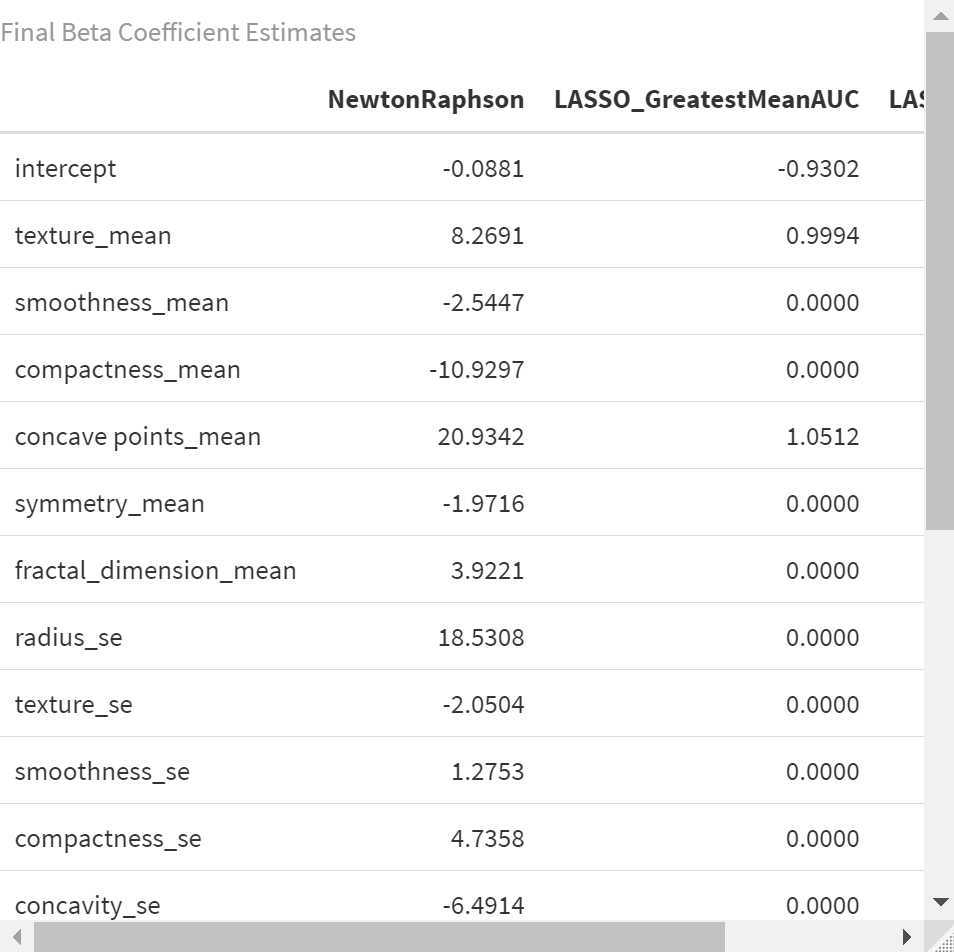 Final Beta Coefficient Estimates
NewtonRaphson LASSO_GreatestMeanAUC
intercept -0.0881 -0.9302
texture_mean 8.2691 0.9994
smoothness_mean -2.5447 0.0000
compactness_mean -10.9297 0.0000
concave points_mean 20.9342 1.0512
symmetry_mean -1.9716 0.0000
fractal_dimension_mean 3.9221 0.0000
radius_se 18.5308 0.0000
texture_se -2.0504 0.0000
smoothness_se 1.2753 0.0000
compactness_se 4.7358 0.0000
concavity_se -6.4914 0.0000